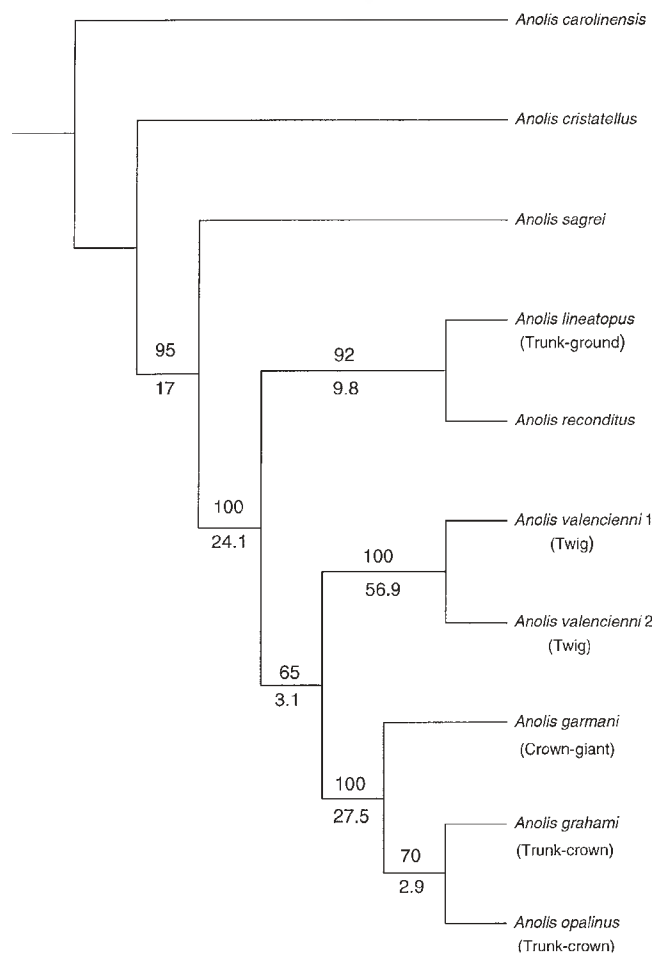 Anolis carolinensis
Anolis cristatellus
Anolis sagrei
Anolis lineatopus
(Trunk-ground)
95
17
92
9.8
Anolis reconditus
100
24.1
Anolis valencienni 1
(Twig)
100
56.9
Anolis valencienni 2
(Twig)
65
3.1
Anolis garmani
(Crown-giant)
100
27.5
Anolis grahami
(Trunk-crown)
70
2.9
Anolis opalinus
(Trunk-crown)